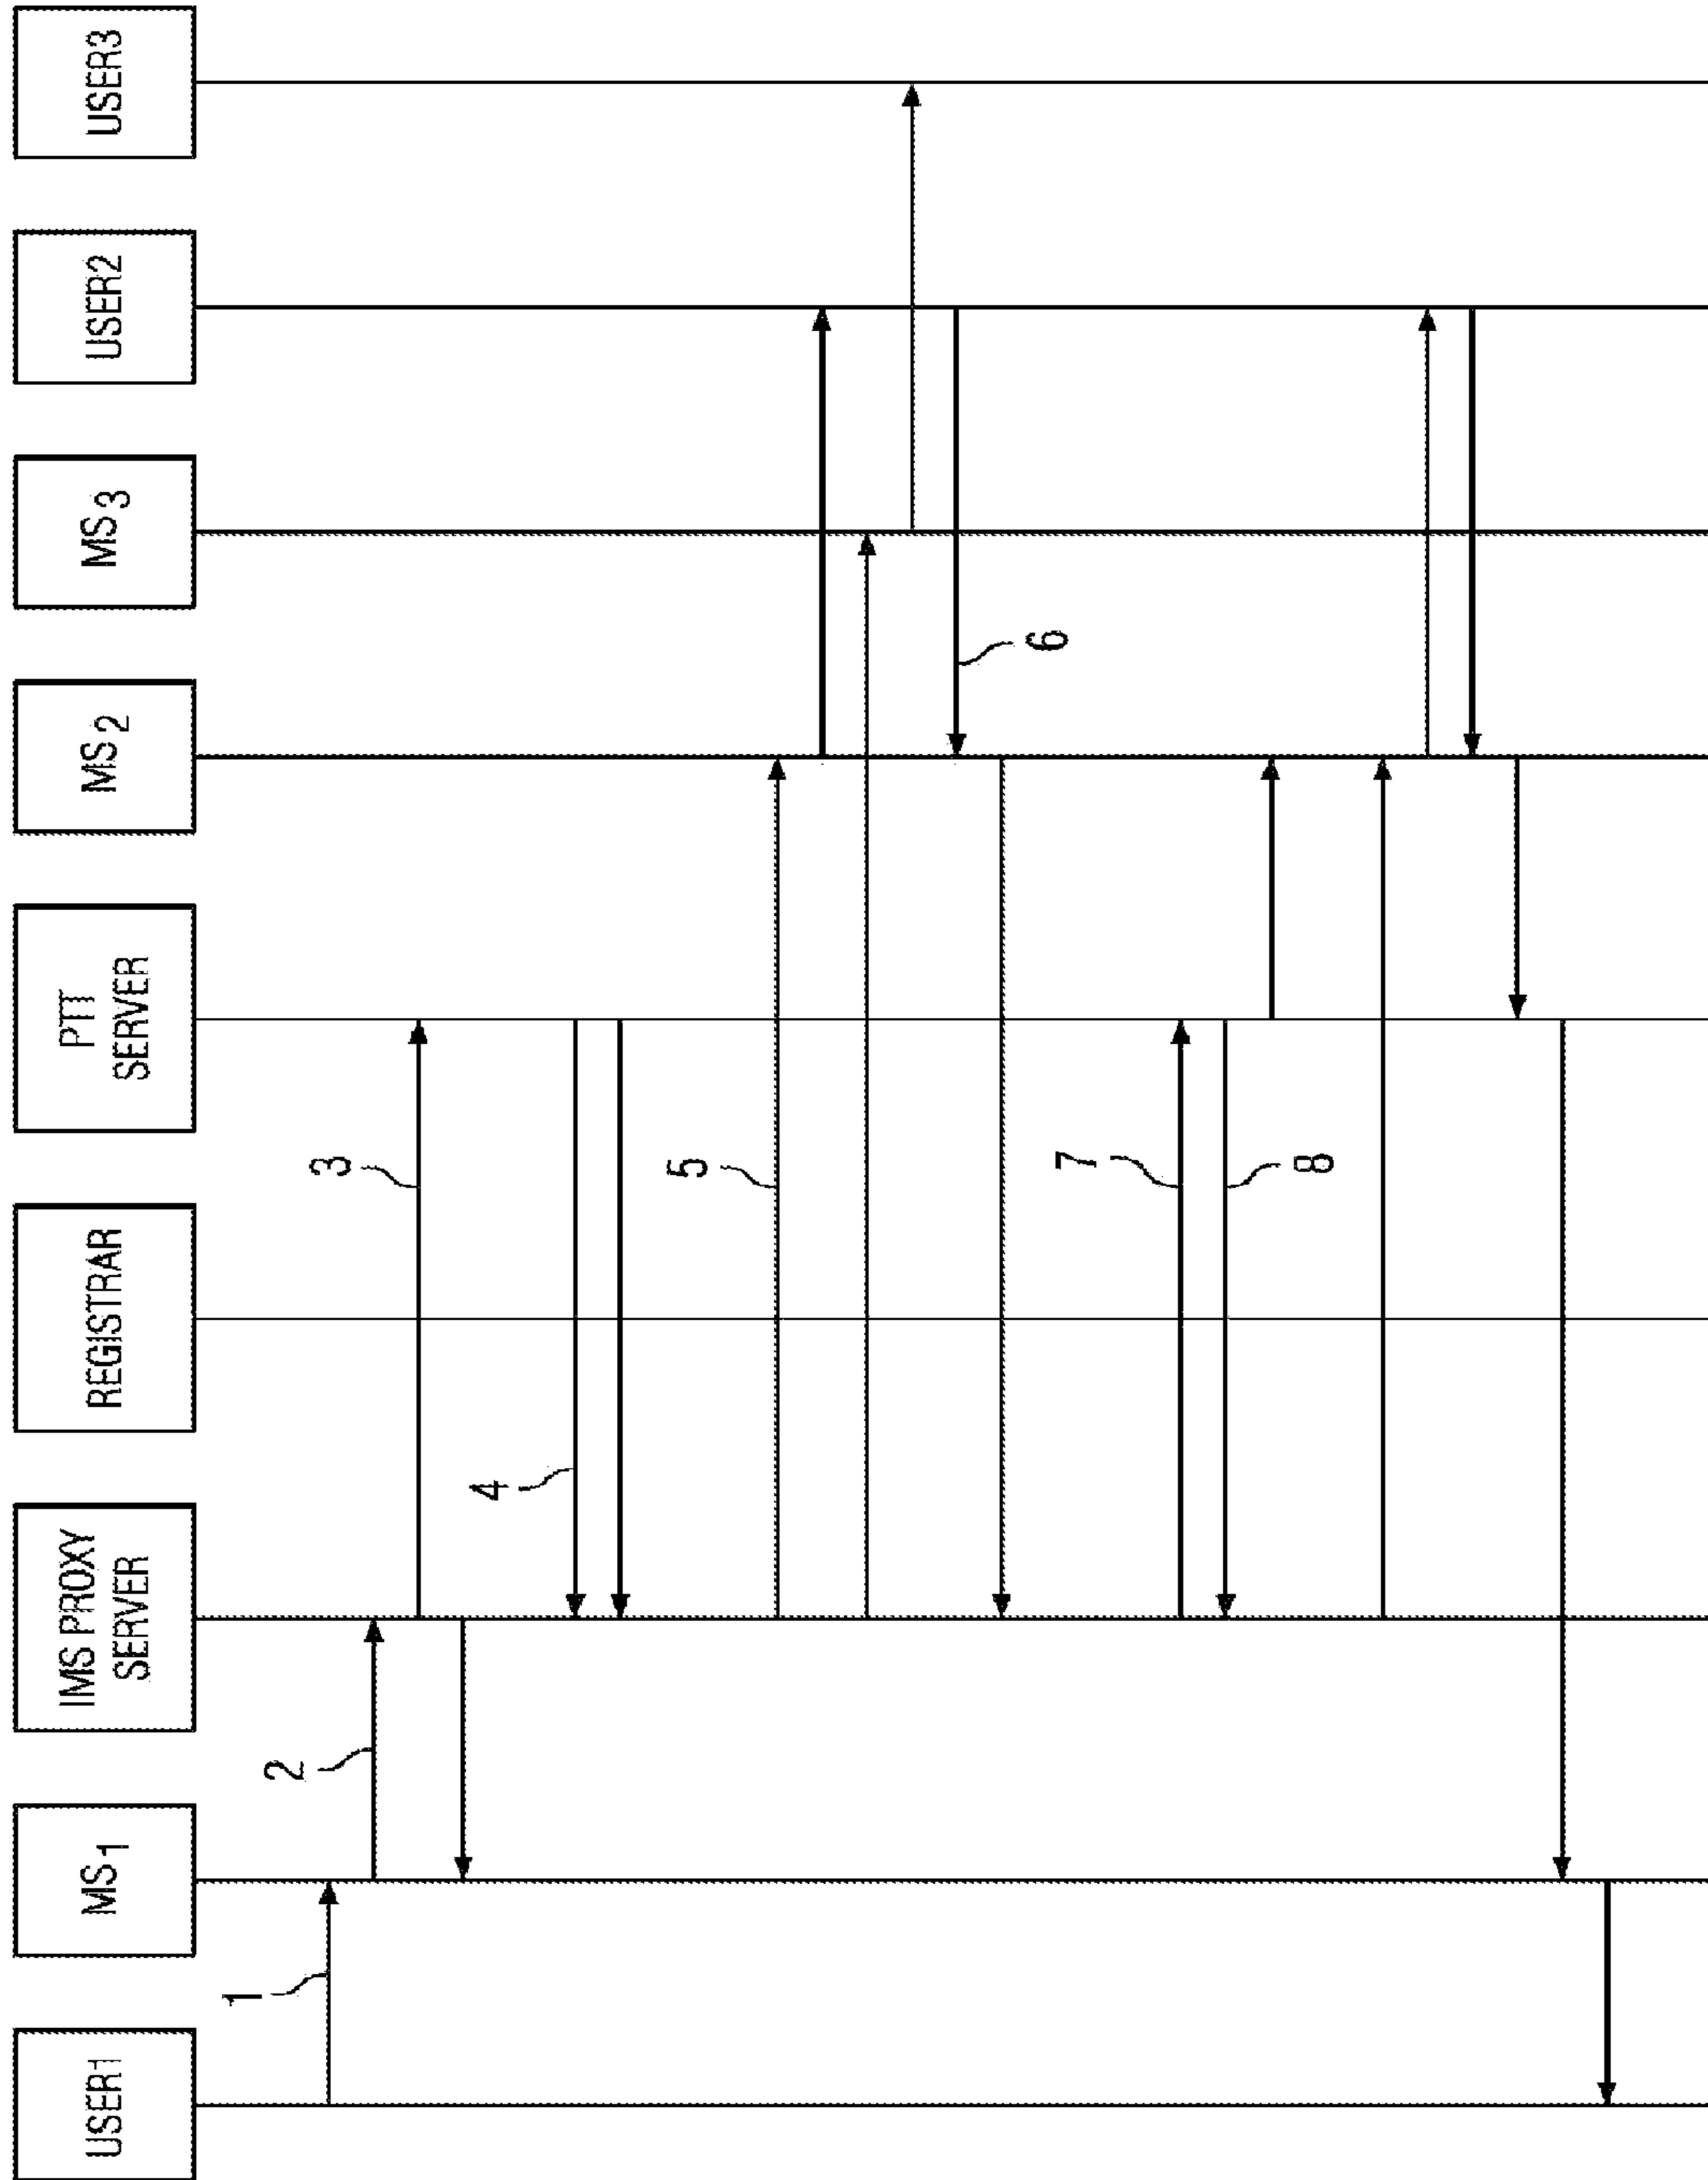 USER1
MS1
IMS PROXY
SERVER
REGISTRAR
PTT
SERVER
MS2
MS3
USER2
USER3
1
2
3
4
5
6
7
8